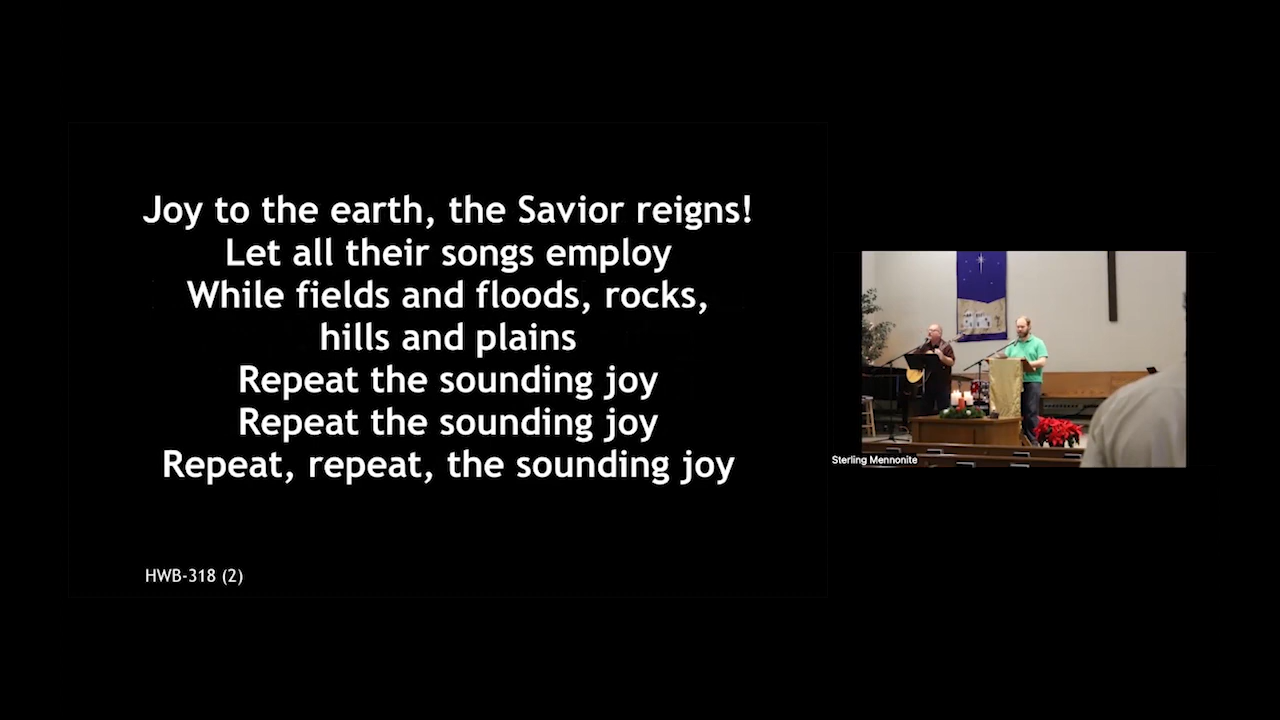 Joy to the earth, the Savior reigns!
Let all their songs employ
While fields and floods, rocks,
hills and plains
Repeat the sounding joy
Repeat the sounding joy
Repeat, repeat, the sounding joy
HWB-318 (2)
Sterling Mennonite